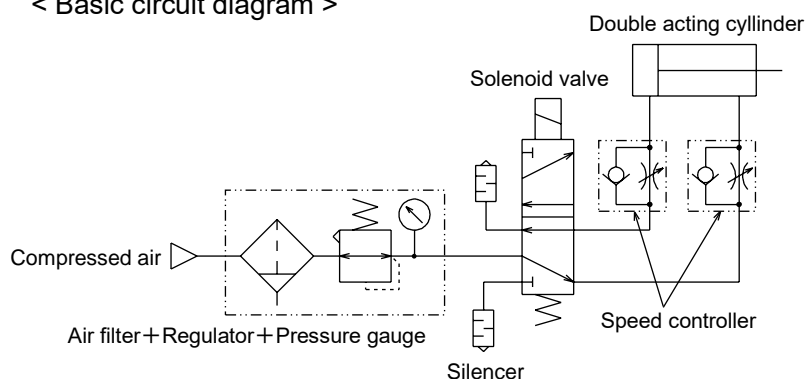 < Basic circuit diagram >
Double acting cyllinder
Solenoid valve
Compressed air
Air filter＋Regulator＋Pressure gauge
Speed controller
Silencer